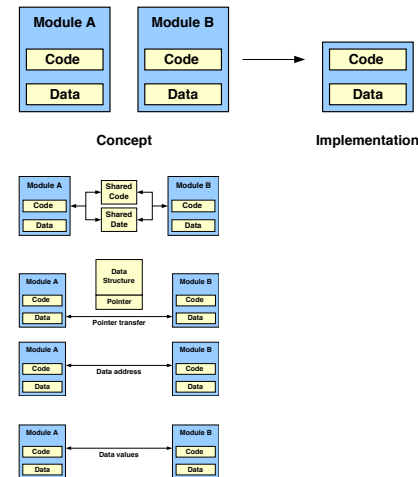 Module A
Module B
Code
Code
Code
Data
Data
Data
Concept
Implementation
Module A
Shared
Code
Module B
Code
Code
Shared
Date
Data
Data
Data
Structure
Module A
Module B
Code
Pointer
Code
Data
Data
Pointer transfer
Module A
Module B
Code
Data address
Code
Data
Data
Module A
Module B
Code
Data values
Code
Data
Data